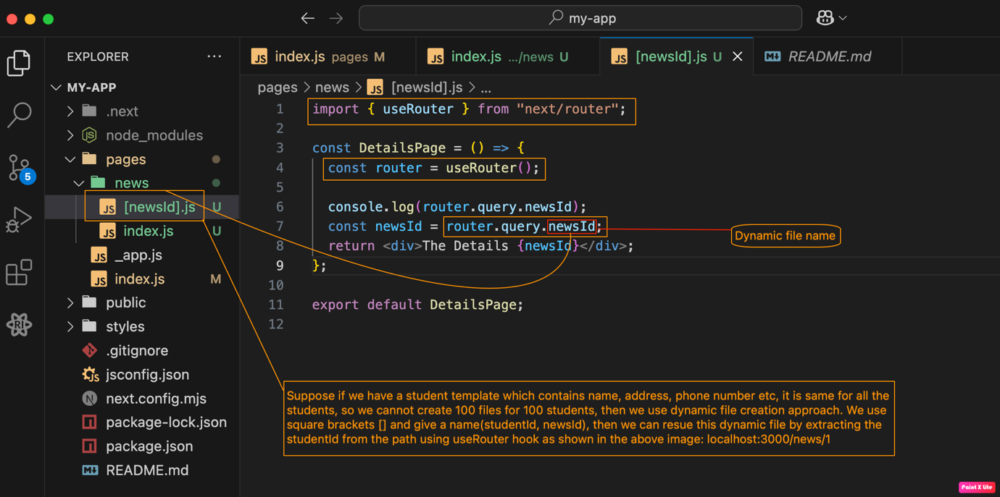 my-app
EXPLORER ...
index.js pages M
index.js .../news U
[newsId].js U
README.md
MY-APP
pages > news > JS [newsId].js > ...
.next
node_modules
pages
news
[newsId].js U
index.js U
_app.js
index.js M
public
styles
.gitignore
jsconfig.json
next.config.mjs
package-lock.json
package.json
README.md
5
1 import { useRouter } from "next/router";
2
3 const DetailsPage = () => {
4 const router = useRouter();
5
6 console.log(router.query.newsId);
7 const newsId = router.query.newsId;
8 return <div>The Details {newsId}</div>;
9 };
10
11 export default DetailsPage;
12
Dynamic file name
Suppose if we have a student template which contains name, address, phone number etc, it is same for all the
students, so we cannot create 100 files for 100 students, then we use dynamic file creation approach. We use
square brackets [] and give a name(studentId, newsId), then we can resue this dynamic file by extracting the
studentId from the path using useRouter hook as shown in the above image: localhost:3000/news/1
Paint X lite